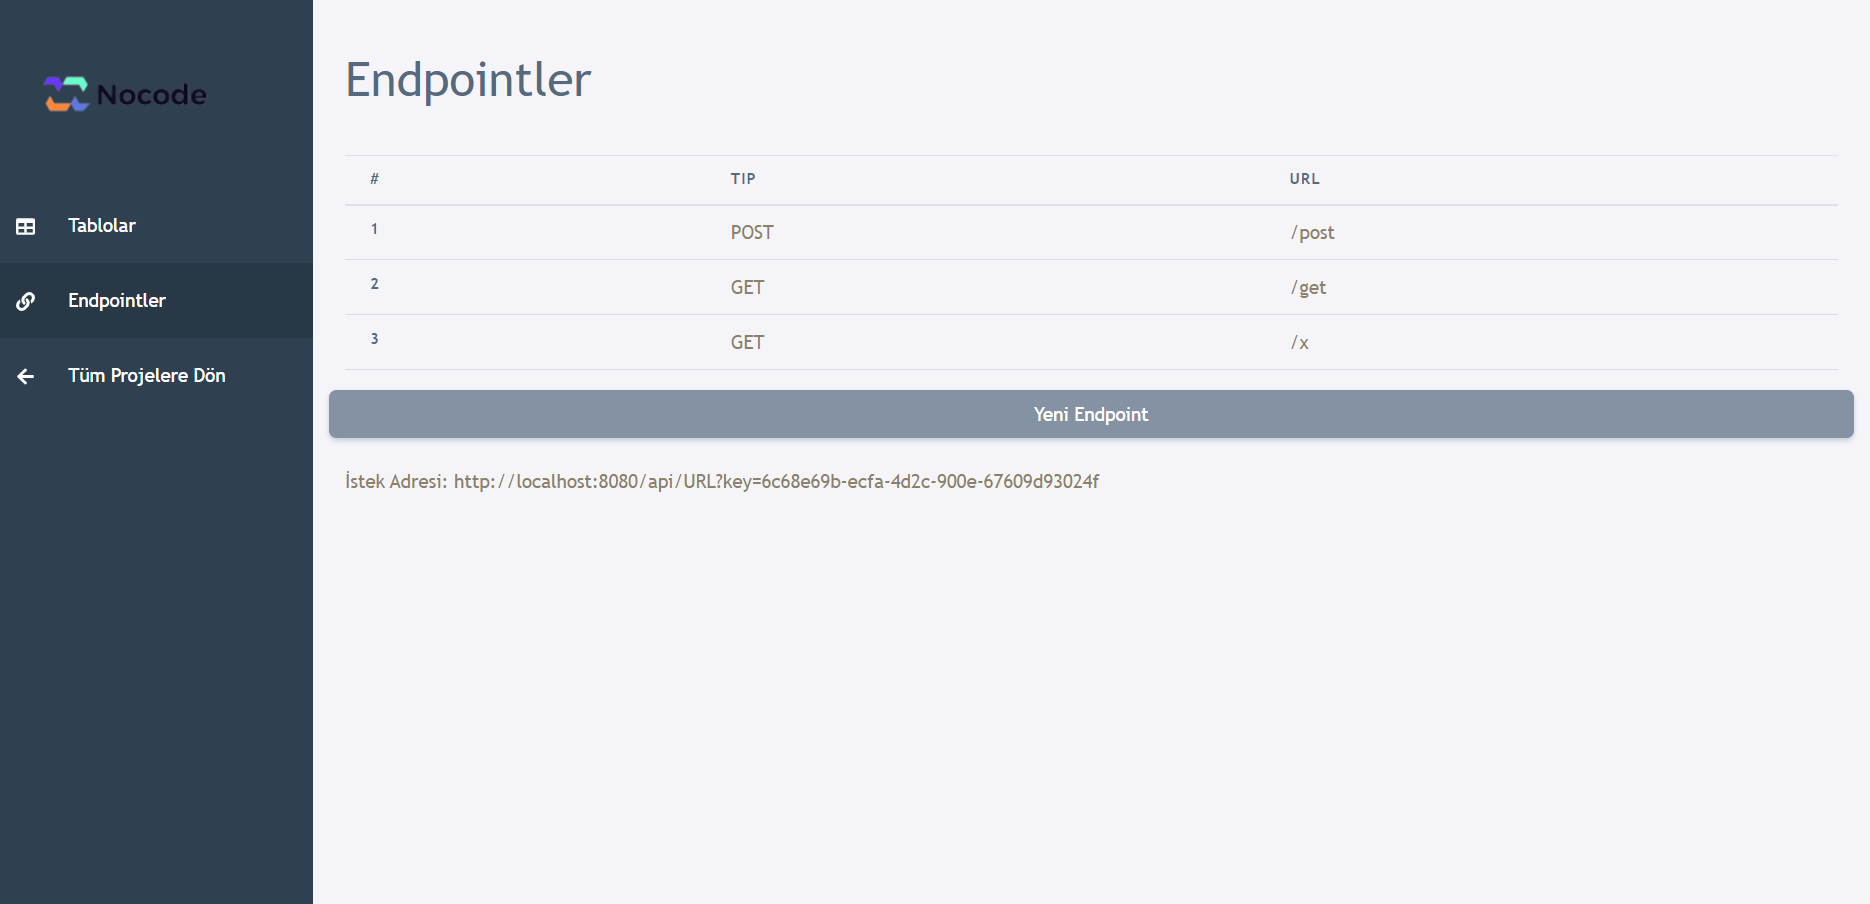 Nocode
Tablolar
Endpointler
Tüm Projelere Dön
Endpointler
# TIP URL
1 POST /post
2 GET /get
3 GET /x
Yeni Endpoint
İstek Adresi: http://localhost:8080/api/URL?key=6c68e69b-ecfa-4d2c-900e-67609d93024f